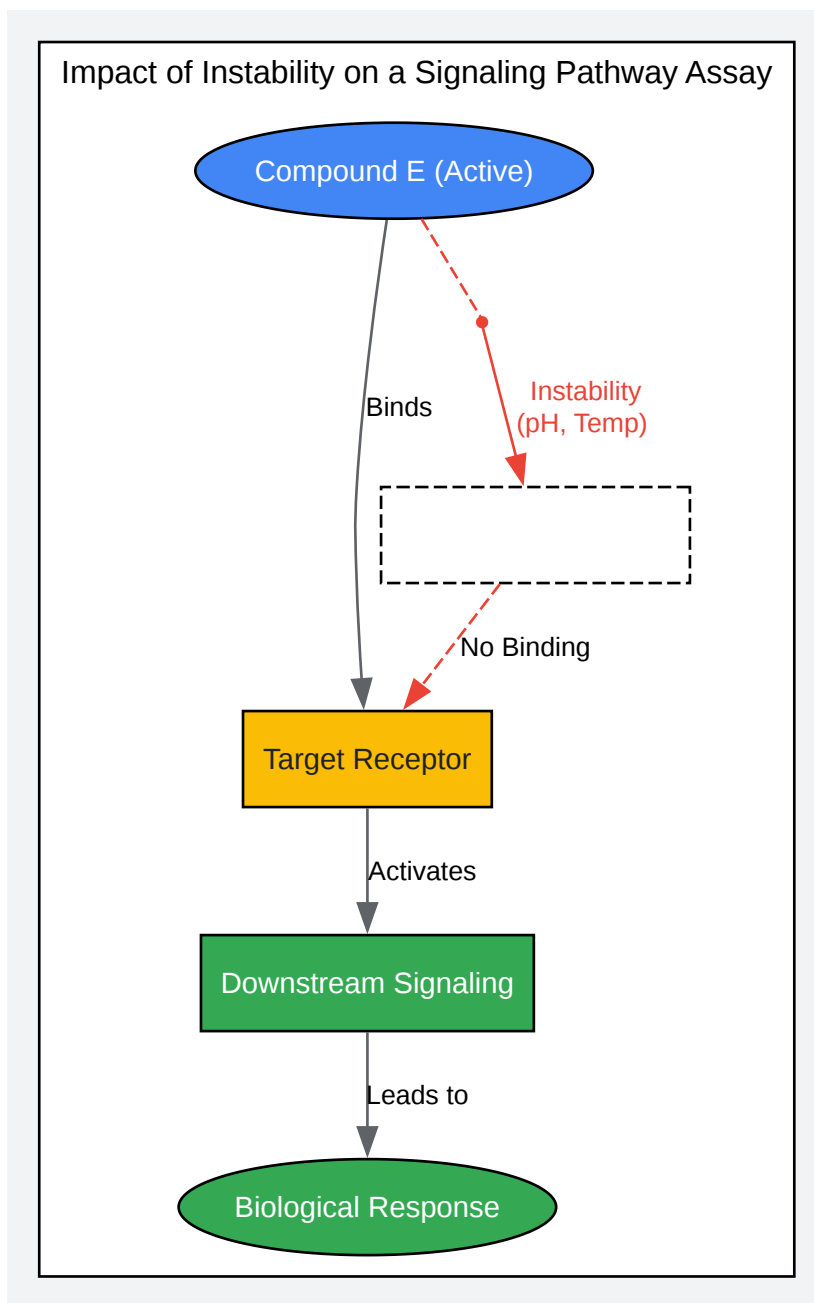 Impact of Instability on a Signaling Pathway Assay
Compound E (Active)
Binds
Instability
(pH, Temp)
No Binding
Target Receptor
Activates
Downstream Signaling
Leads to
Biological Response